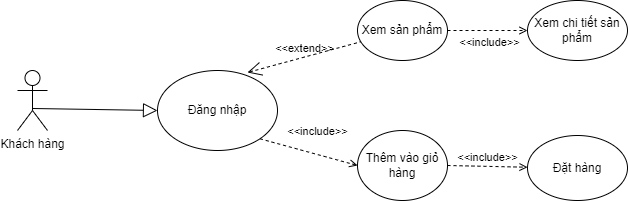 Xem sản phẩm
<<include>>
Xem chi tiết sản
phẩm
<<extend>>
Đăng nhập
Khách hàng
<<include>>
Thêm vào giỏ
hàng
<<include>>
Đặt hàng